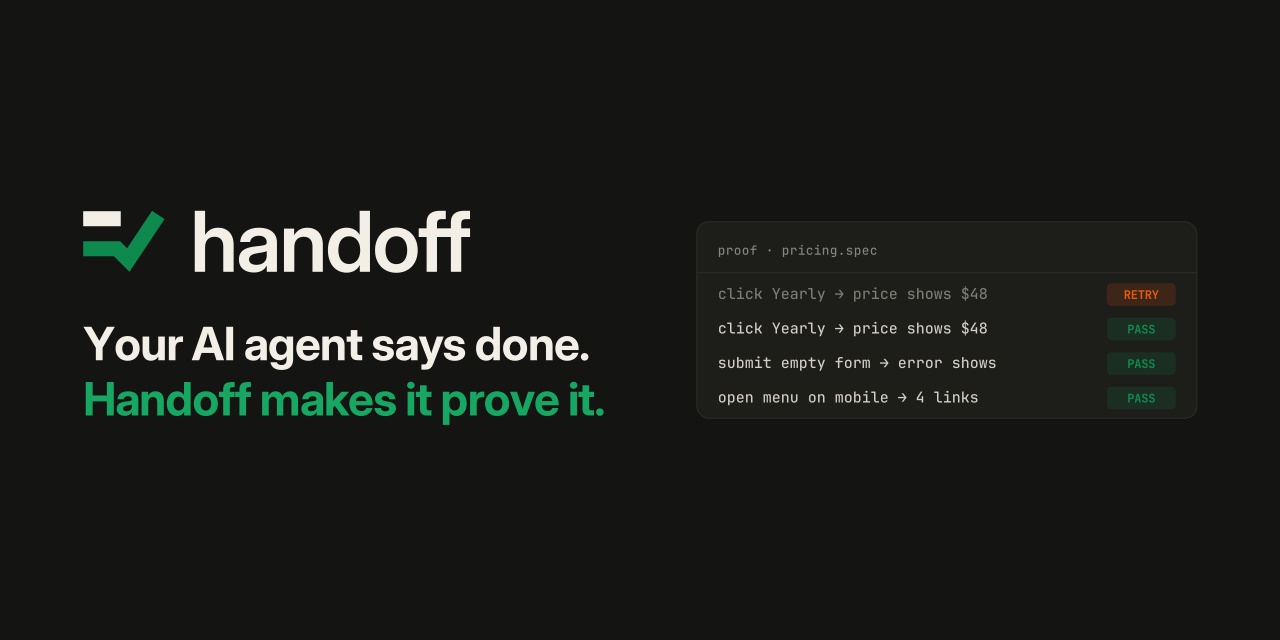 handoff
Your AI agent says done.
Handoff makes it prove it.
proof · pricing.spec
click Yearly → price shows $48 RETRY
click Yearly → price shows $48 PASS
submit empty form → error shows PASS
open menu on mobile → 4 links PASS